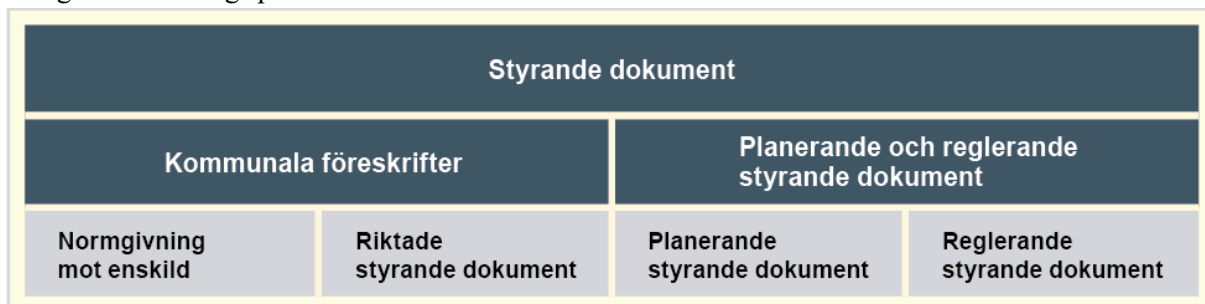 Styrande dokument
Kommunala föreskrifter
Planerande och reglerande
styrande dokument
Normgivning
mot enskild
Riktade
styrande dokument
Planerande
styrande dokument
Reglerande
styrande dokument